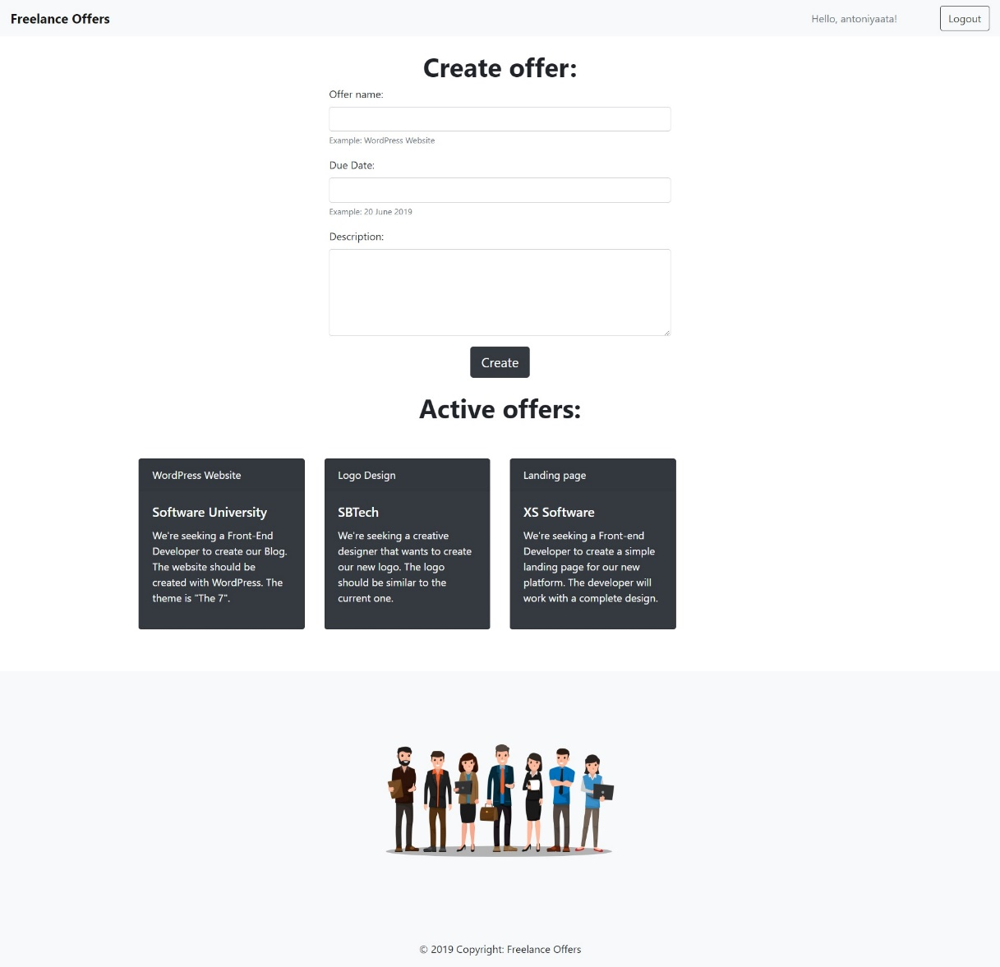 Freelance Offers
Hello, antoniyaata!
Logout
Create offer:
Offer name:
Example: WordPress Website
Due Date:
Example: 20 June 2019
Description:
Create
Active offers:
WordPress Website
Software University
We're seeking a Front-End
Developer to create our Blog.
The website should be
created with WordPress. The
theme is "The 7".
Logo Design
SBTech
We're seeking a creative
designer that wants to create
our new logo. The logo
should be similar to the
current one.
Landing page
XS Software
We're seeking a Front-end
Developer to create a simple
landing page for our new
platform. The developer will
work with a complete design.
© 2019 Copyright: Freelance Offers